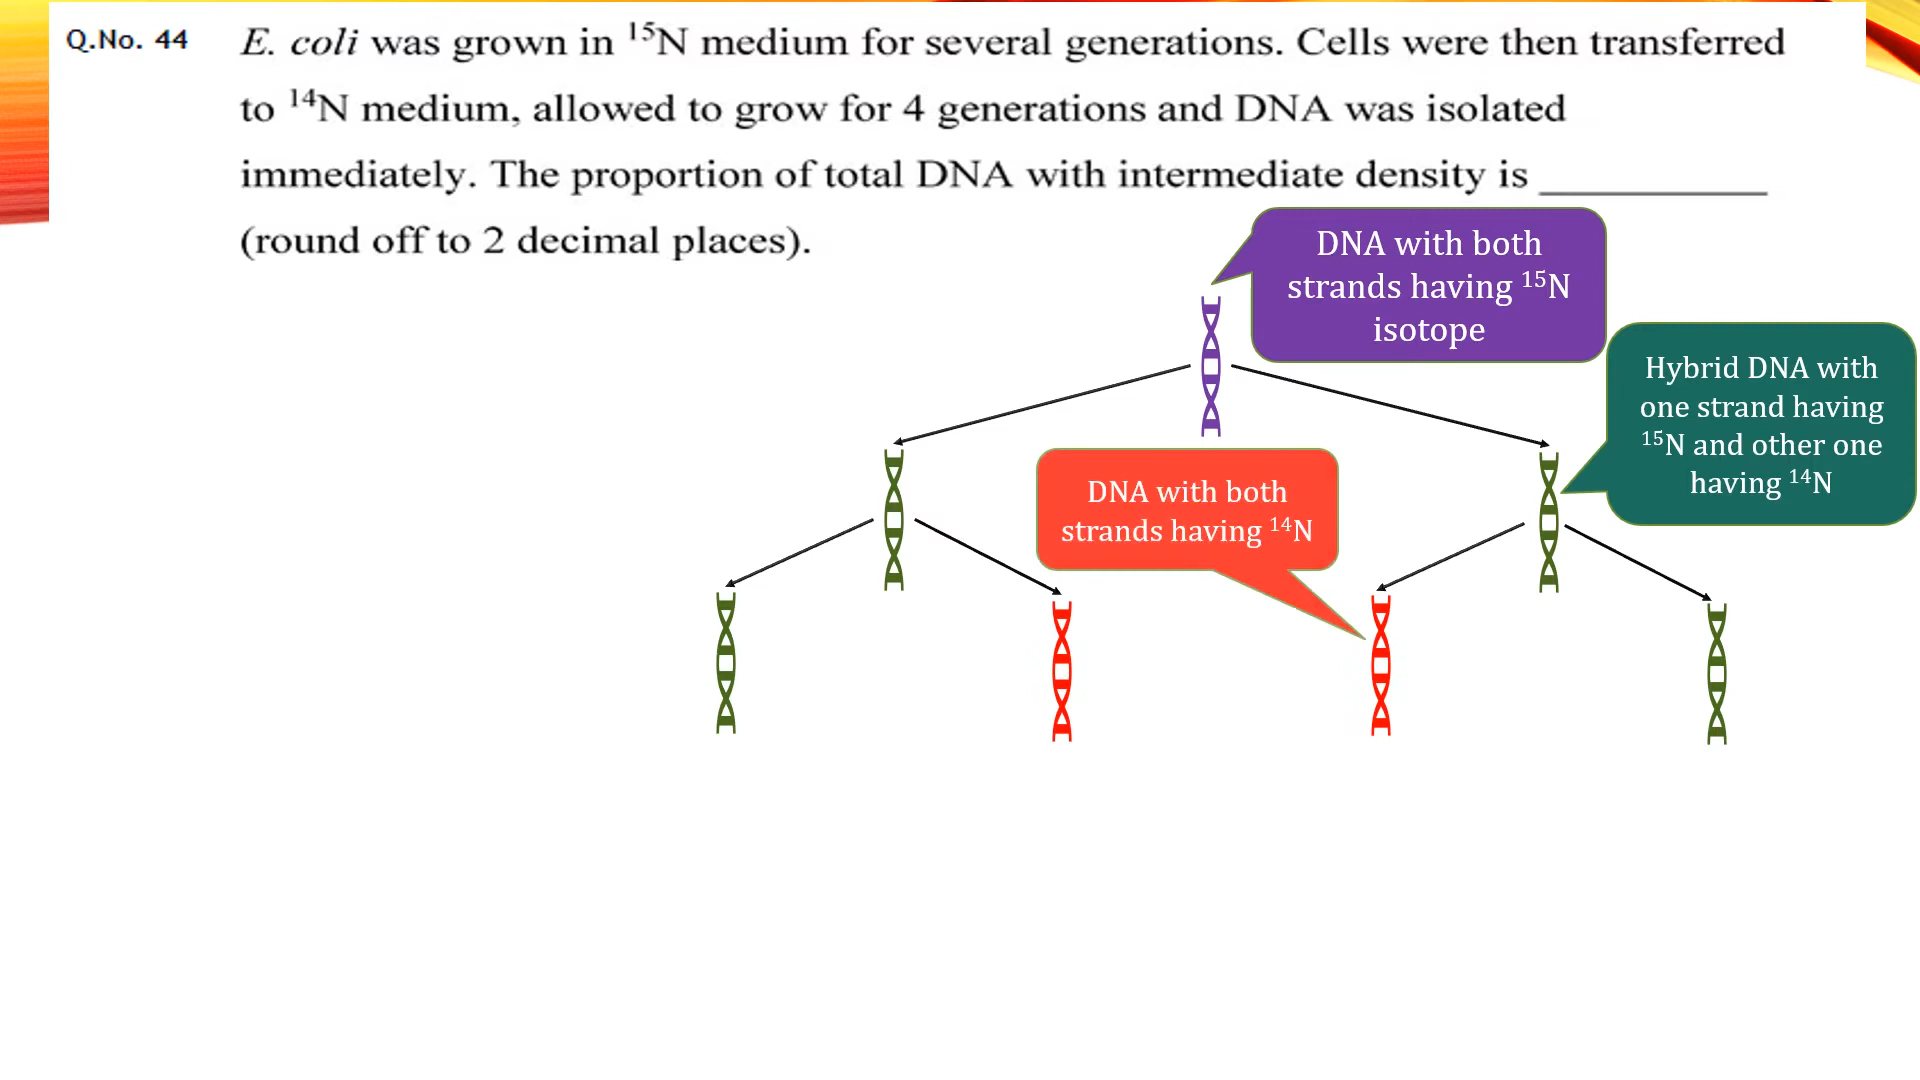 Q.No. 44
E. coli was grown in ¹⁵N medium for several generations. Cells were then transferred
to ¹⁴N medium, allowed to grow for 4 generations and DNA was isolated
immediately. The proportion of total DNA with intermediate density is ____________
(round off to 2 decimal places).
DNA with both
strands having ¹⁵N
isotope
Hybrid DNA with
one strand having
¹⁵N and other one
having ¹⁴N
DNA with both
strands having ¹⁴N